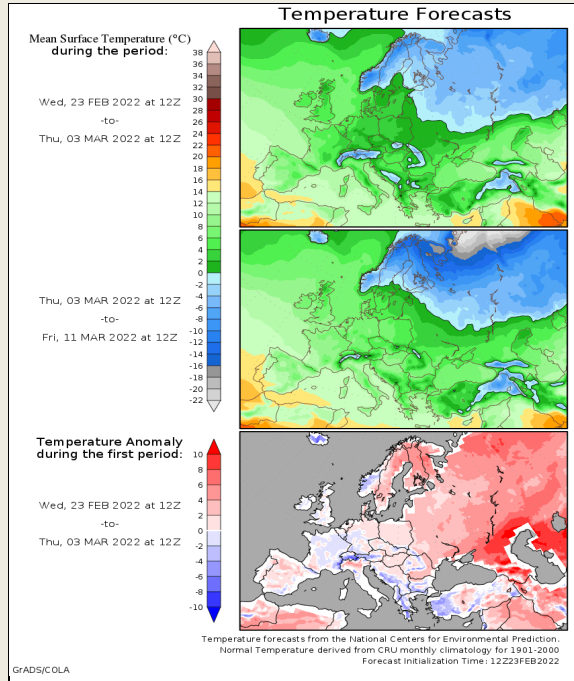 Temperature Forecasts
Mean Surface Temperature (°C)
during the period:
Wed, 23 FEB 2022 at 12Z
-to-
Thu, 03 MAR 2022 at 12Z
38
36
34
32
30
28
26
24
22
20
18
16
14
12
10
8
6
4
2
0
-2
-4
-6
-8
-10
-12
-14
-16
-18
-20
-22
Thu, 03 MAR 2022 at 12Z
-to-
Fri, 11 MAR 2022 at 12Z
Temperature Anomaly
during the first period:
Wed, 23 FEB 2022 at 12Z
-to-
Thu, 03 MAR 2022 at 12Z
10
8
6
4
2
0
-2
-4
-6
-8
-10
Temperature forecasts from the National Centers for Environmental Prediction.
Normal Temperature derived from CRU monthly climatology for 1901-2000
Forecast Initialization Time: 12Z23FEB2022
GrADS/COLA